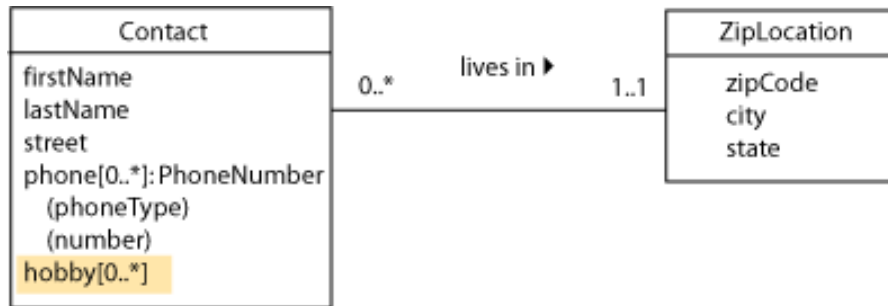 Contact
firstName
lastName
street
phone[0..*]:PhoneNumber
(phoneType)
(number)
hobby[0..*]
0..*
lives in ▶
1..1
ZipLocation
zipCode
city
state